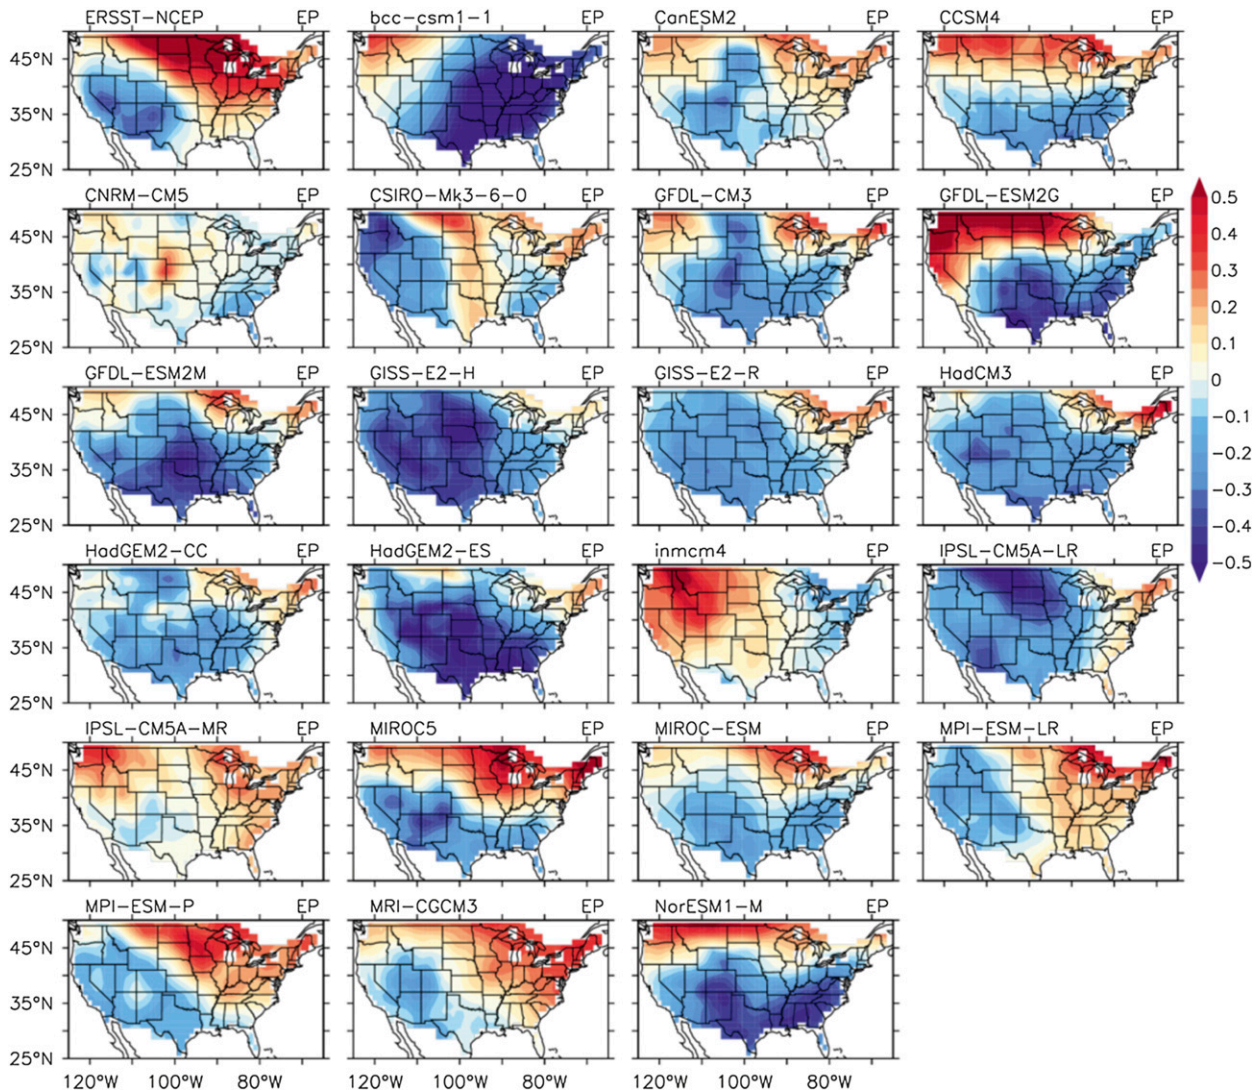 ERSST-NCEP EP bcc-csm1-1 EP CanESM2 EP CCSM4 EP
45°N
35°N
25°N
CNRM-CM5 EP CSIRO-Mk3-6-0 EP GFDL-CM3 EP GFDL-ESM2G EP
45°N
35°N
25°N
0.5
0.4
0.3
0.2
0.1
0
-0.1
-0.2
-0.3
-0.4
-0.5
GFDL-ESM2M EP GISS-E2-H EP GISS-E2-R EP HadCM3 EP
45°N
35°N
25°N
HadGEM2-CC EP HadGEM2-ES EP inmcm4 EP IPSL-CM5A-LR EP
45°N
35°N
25°N
IPSL-CM5A-MR EP MIROC5 EP MIROC-ESM EP MPI-ESM-LR EP
45°N
35°N
25°N
MPI-ESM-P EP MRI-CGCM3 EP NorESM1-M EP
45°N
35°N
25°N
120°W 100°W 80°W 120°W 100°W 80°W 120°W 100°W 80°W